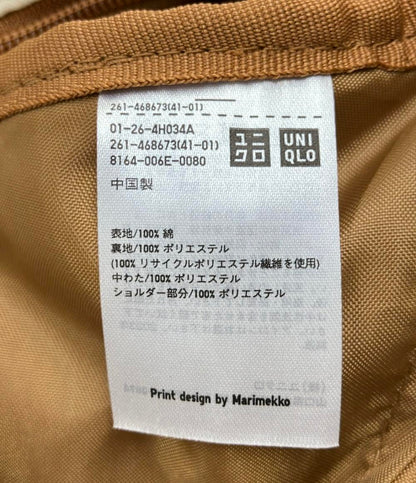 261-468673(41-01)
01-26-4H034A
261-468673(41-01)
8164-006E-0080
ユニ
クロ
UNI
QLO
中国製
表地/100% 綿
裏地/100% ポリエステル
(100% リサイクルポリエステル繊維を使用)
中わた/100% ポリエステル
ショルダー部分/100% ポリエステル
Print design by Marimekko